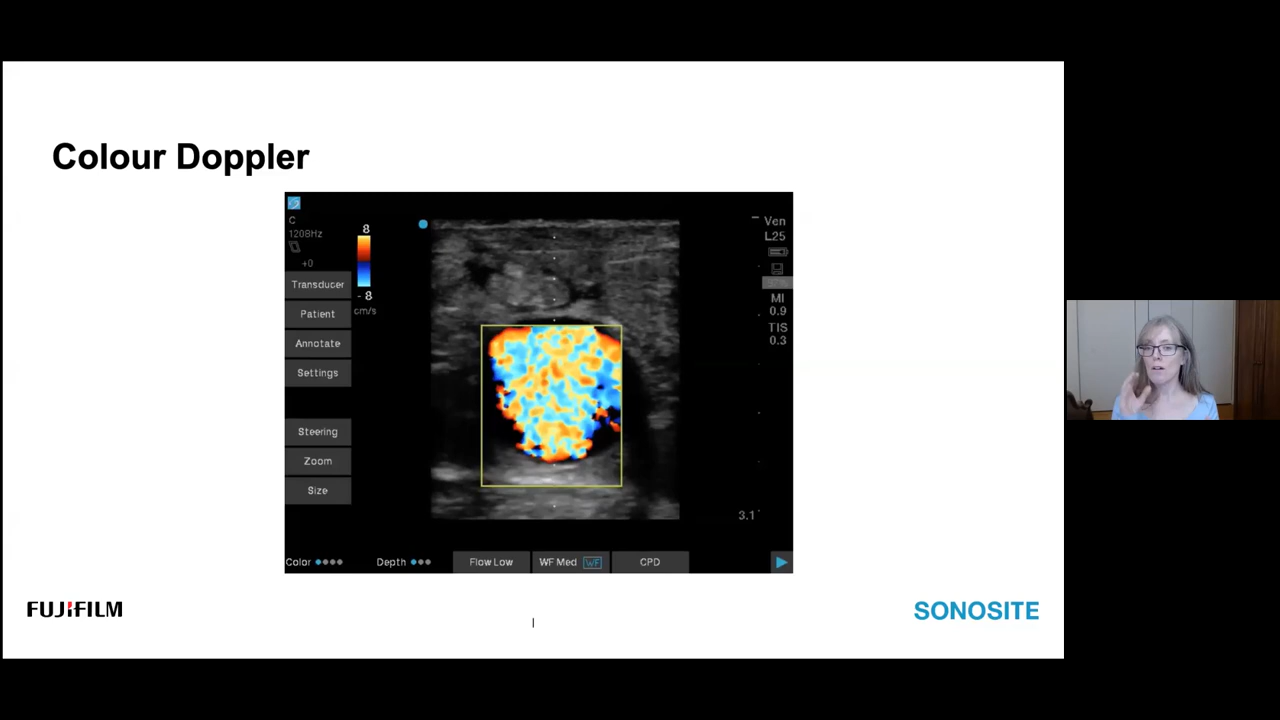 Colour Doppler
C
120BHz
+0
8
- 8
cm/s
Transducer
Patient
Annotate
Settings
Steering
Zoom
Size
Ven
L25
MI
0.9
TIS
0.3
3.1
Color
Depth
Flow Low
WF Med WF
CPD
FUJIFILM
SONOSITE